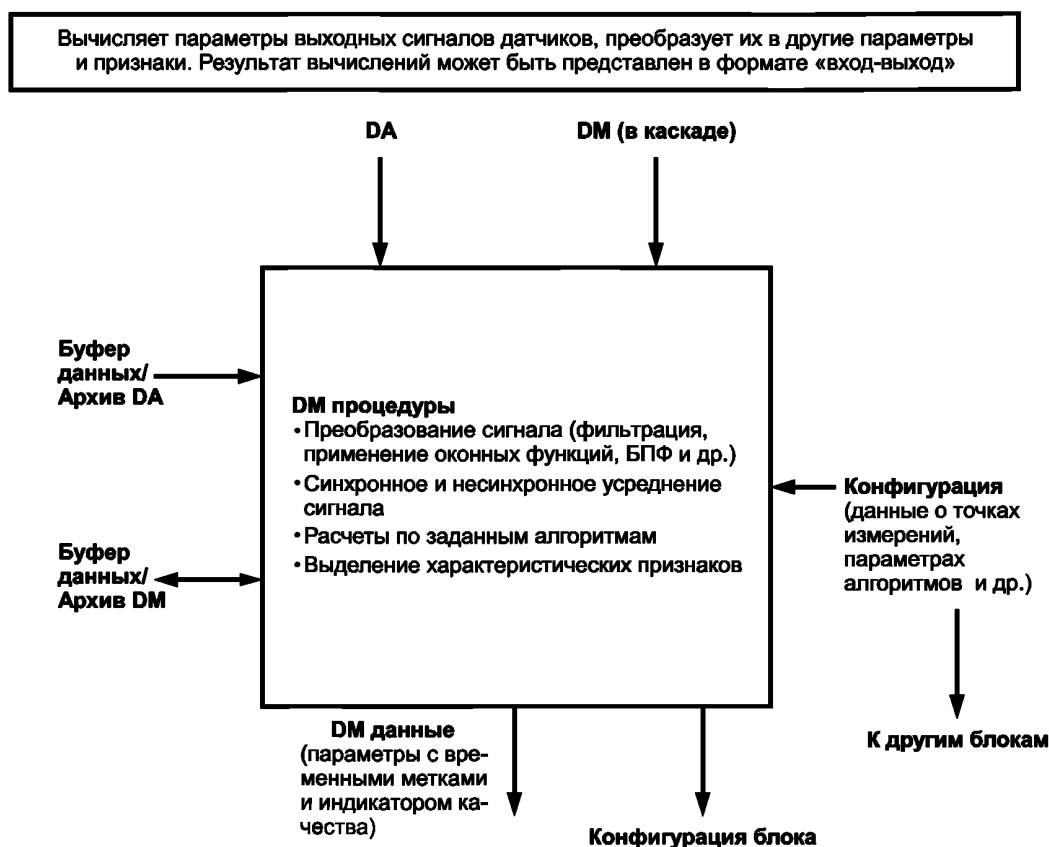 Вычисляет параметры выходных сигналов датчиков, преобразует их в другие параметры
и признаки. Результат вычислений может быть представлен в формате «вход-выход»
DA
DM (в каскаде)
Буфер
данных/
Архив DA
DM процедуры
• Преобразование сигнала (фильтрация,
применение оконных функций, БПФ и др.)
• Синхронное и несинхронное усреднение
сигнала
• Расчеты по заданным алгоритмам
• Выделение характеристических признаков
Буфер
данных/
Архив DM
Конфигурация
(данные о точках
измерений,
параметрах
алгоритмов и др.)
К другим блокам
DM данные
(параметры с вре-
менными метками
и индикатором ка-
чества)
Конфигурация блока